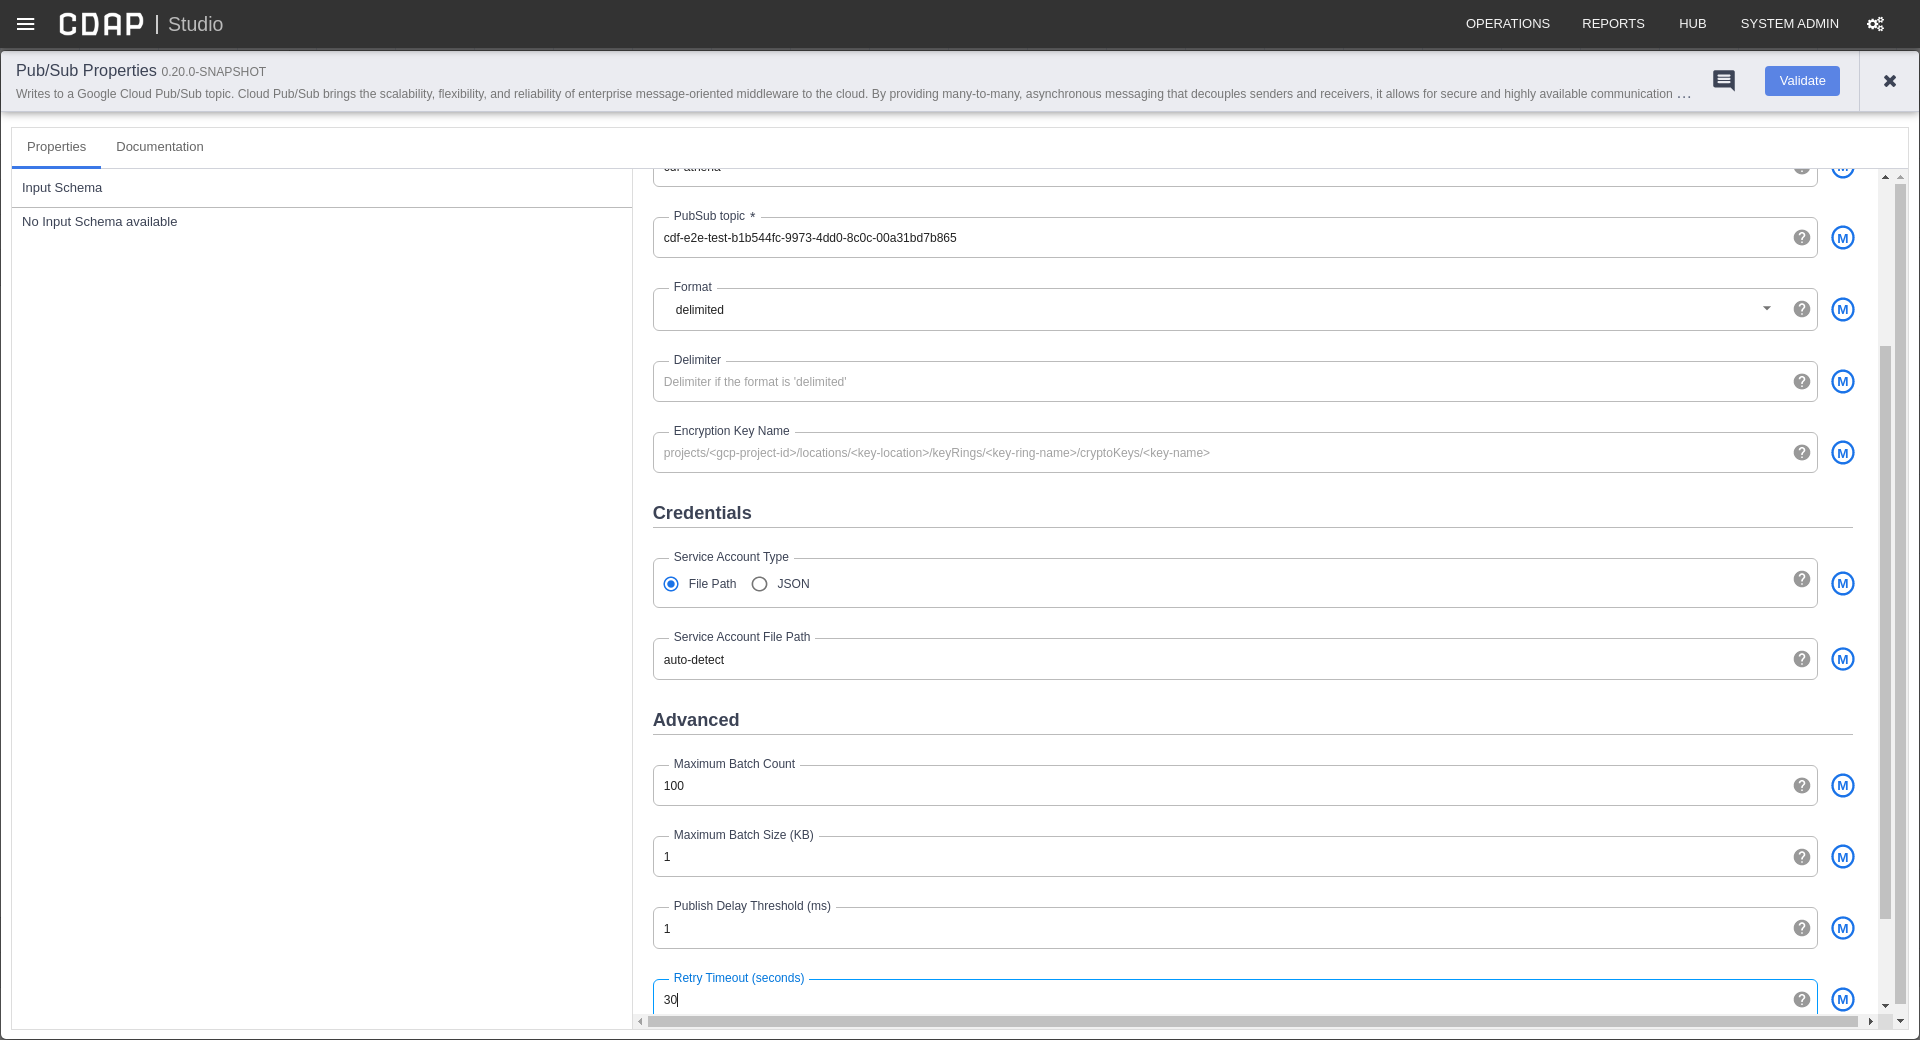 CDAP | Studio
OPERATIONS REPORTS HUB SYSTEM ADMIN
Pub/Sub Properties 0.20.0-SNAPSHOT
Writes to a Google Cloud Pub/Sub topic. Cloud Pub/Sub brings the scalability, flexibility, and reliability of enterprise message-oriented middleware to the cloud. By providing many-to-many, asynchronous messaging that decouples senders and receivers, it allows for secure and highly available communication ...
Validate
Properties Documentation
Input Schema
No Input Schema available
PubSub topic *
cdf-e2e-test-b1b544fc-9973-4dd0-8c0c-00a31bd7b865
M
Format
delimited
M
Delimiter
Delimiter if the format is 'delimited'
M
Encryption Key Name
projects/<gcp-project-id>/locations/<key-location>/keyRings/<key-ring-name>/cryptoKeys/<key-name>
M
Credentials
Service Account Type
File Path JSON
M
Service Account File Path
auto-detect
M
Advanced
Maximum Batch Count
100
M
Maximum Batch Size (KB)
1
M
Publish Delay Threshold (ms)
1
M
Retry Timeout (seconds)
30
M